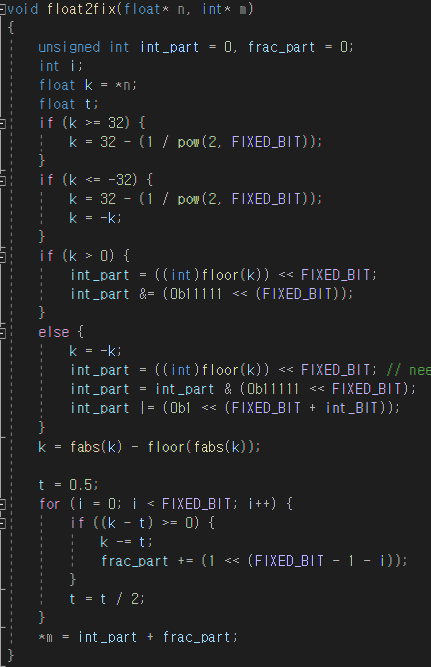 void float2fix(float* n, int* m)
{
unsigned int int_part = 0, frac_part = 0;
int i;
float k = *n;
float t;
if (k >= 32) {
k = 32 - (1 / pow(2, FIXED_BIT));
}
if (k <= -32) {
k = 32 - (1 / pow(2, FIXED_BIT));
k = -k;
}
if (k > 0) {
int_part = ((int)floor(k)) << FIXED_BIT;
int_part &= (0b11111 << (FIXED_BIT));
}
else {
k = -k;
int_part = ((int)floor(k)) << FIXED_BIT; // nee
int_part = int_part & (0b11111 << FIXED_BIT);
int_part |= (0b1 << (FIXED_BIT + int_BIT));
}
k = fabs(k) - floor(fabs(k));
t = 0.5;
for (i = 0; i < FIXED_BIT; i++) {
if ((k - t) >= 0) {
k -= t;
frac_part += (1 << (FIXED_BIT - 1 - i));
}
t = t / 2;
}
*m = int_part + frac_part;
}